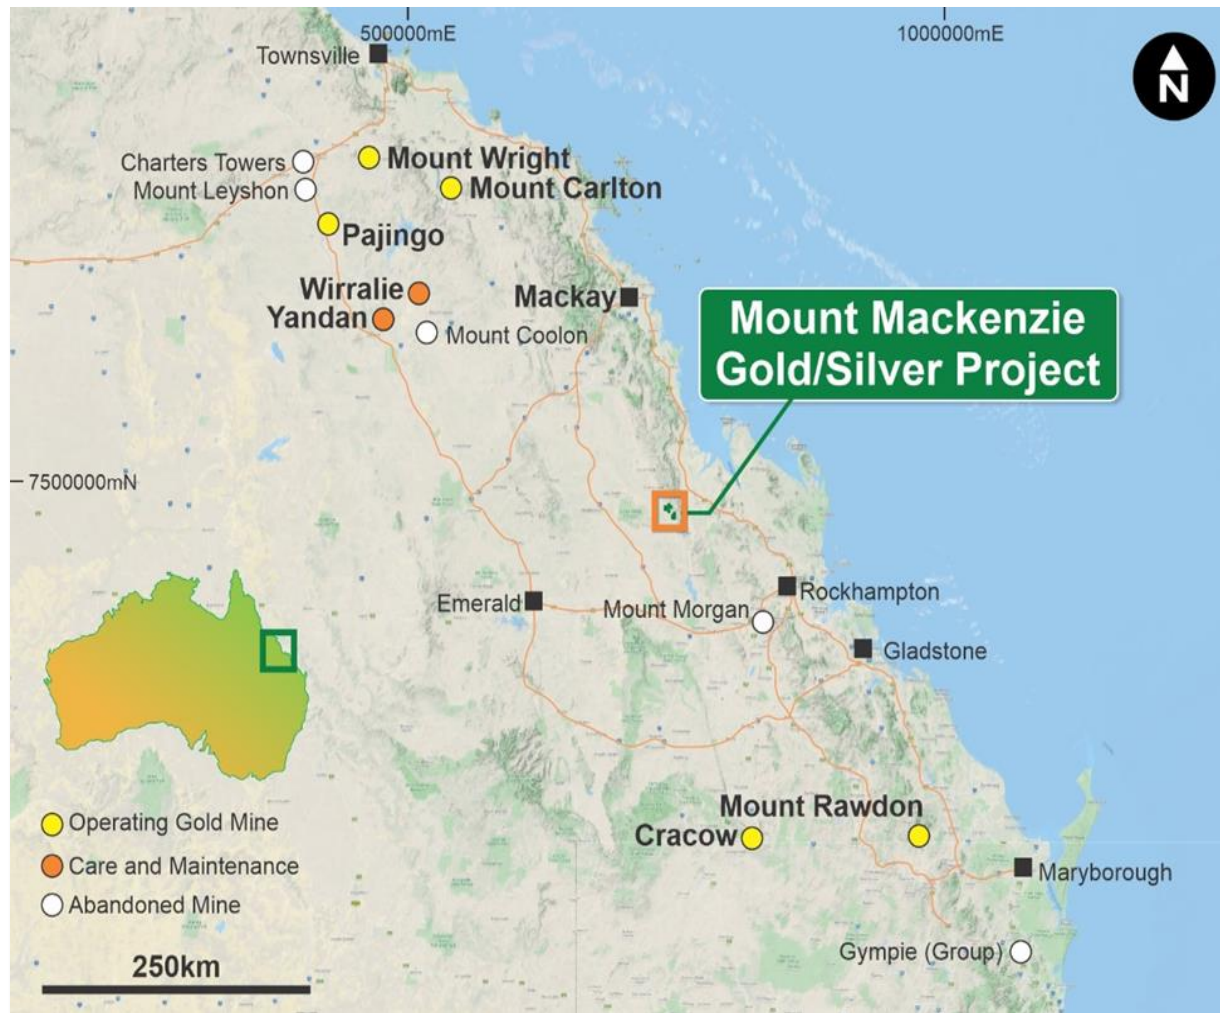 500000mE
1000000mE
Townsville
N
Charters Towers
Mount Wright
Mount Leyshon
Mount Carlton
Pajingo
Wirralie
Mackay
Yandan
Mount Coolon
Mount Mackenzie
Gold/Silver Project
7500000mN
Emerald
Mount Morgan
Rockhampton
Gladstone
Mount Rawdon
Cracow
Operating Gold Mine
Care and Maintenance
Maryborough
Abandoned Mine
Gympie (Group)
250km